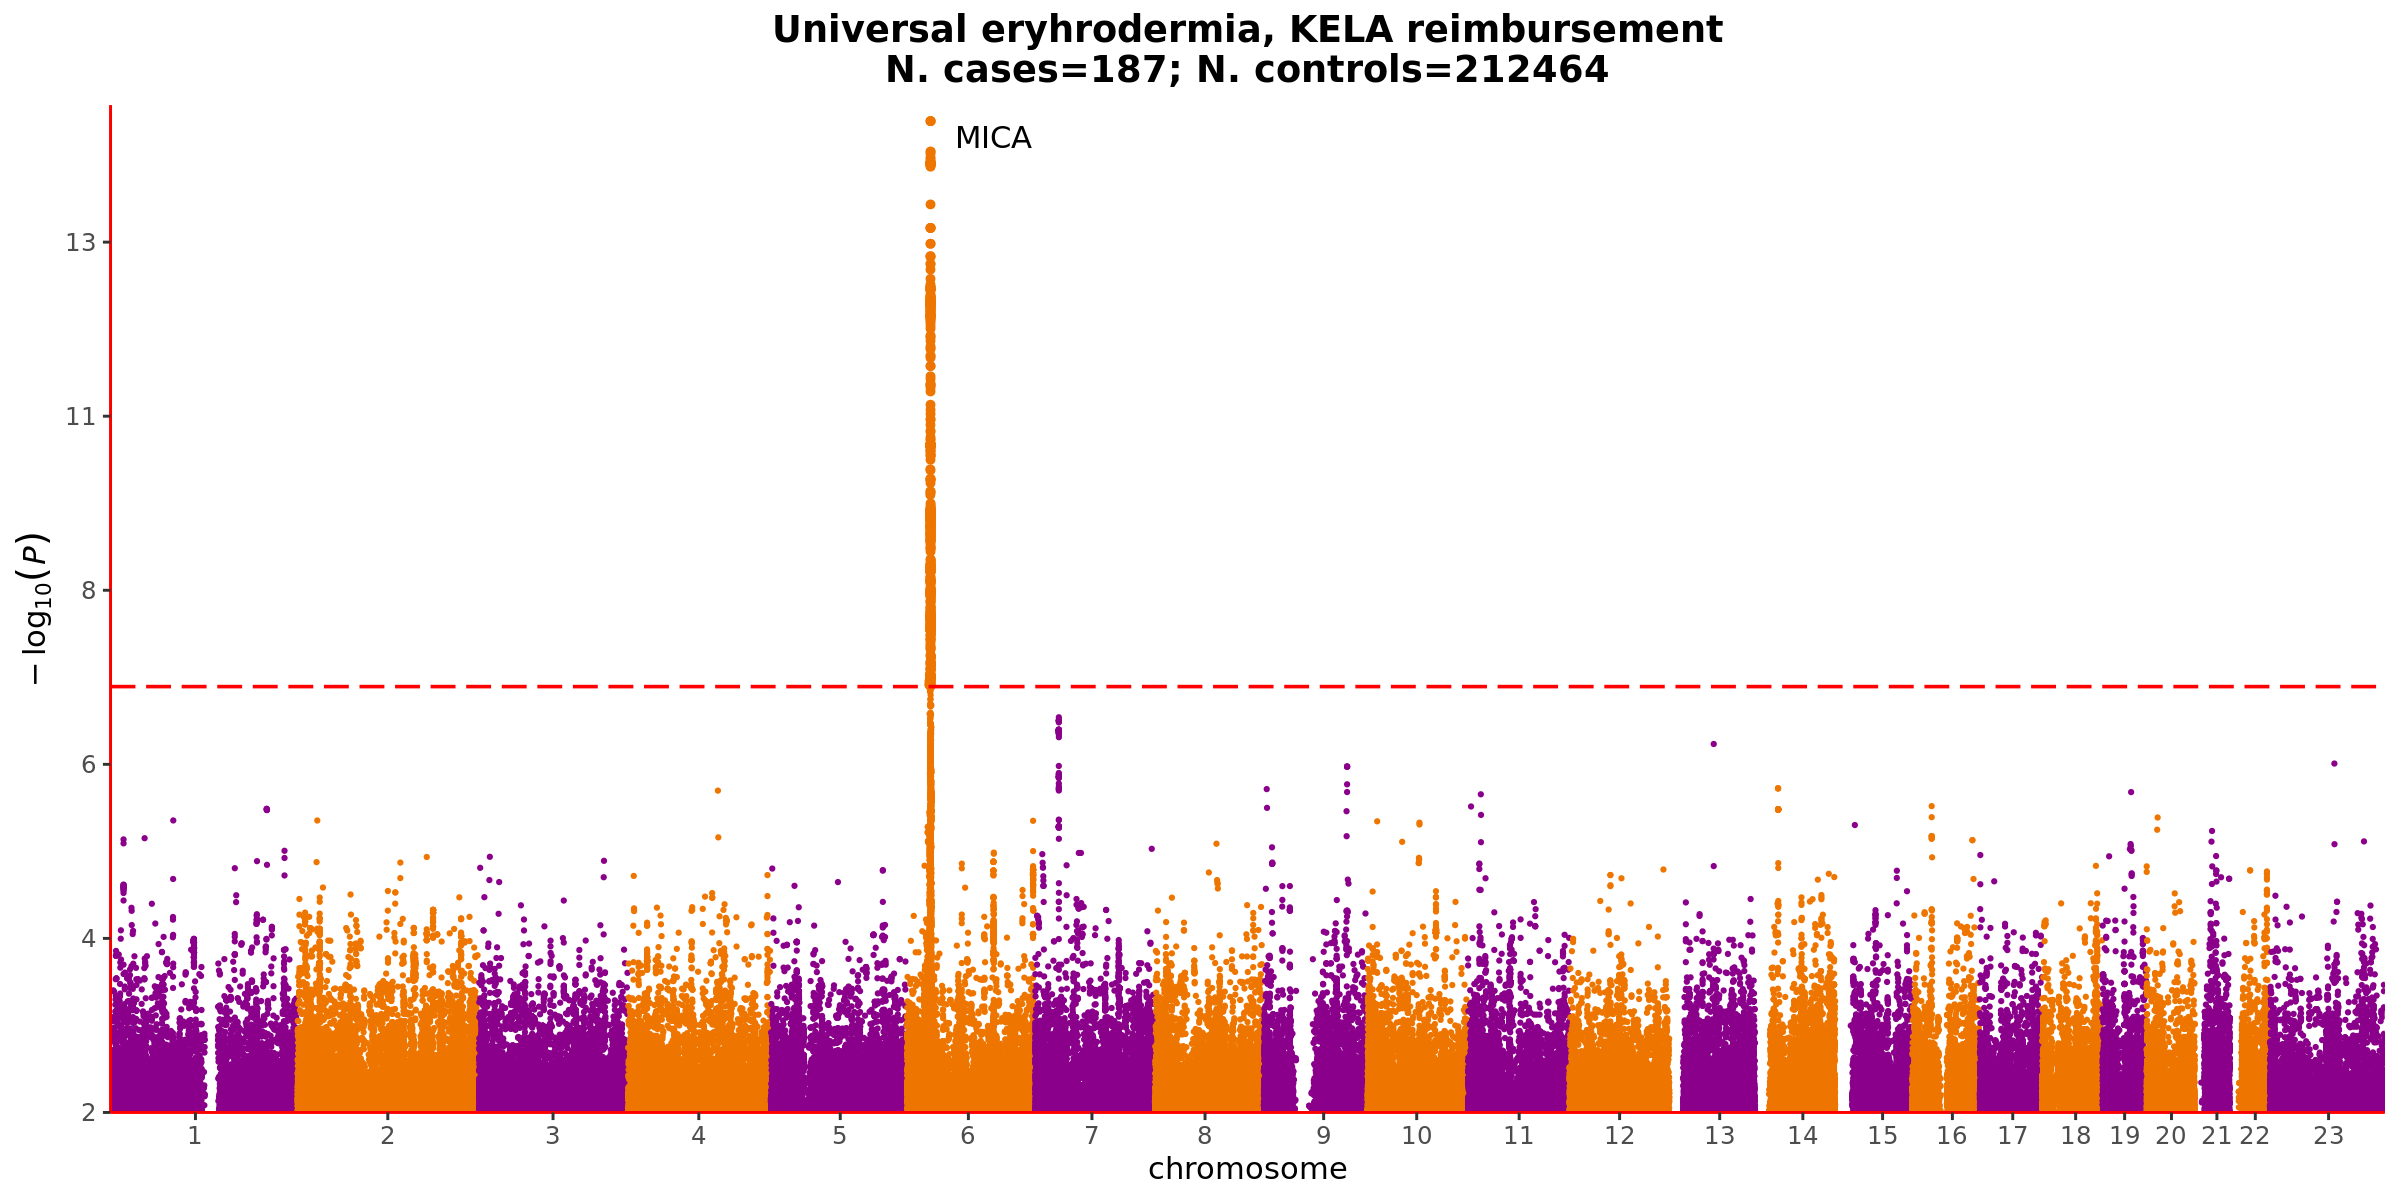 Universal eryhrodermia, KELA reimbursement
N. cases=187; N. controls=212464
MICA
13
11
8
6
4
2
−log10(P)
1 2 3 4 5 6 7 8 9 10 11 12 13 14 15 16 17 18 19 20 21 22 23
chromosome